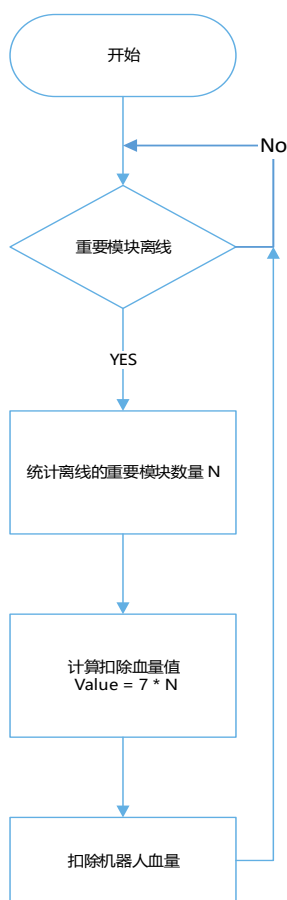 开始
No
重要模块离线
YES
统计离线的重要模块数量 N
计算扣除血量值
Value = 7 * N
扣除机器人血量